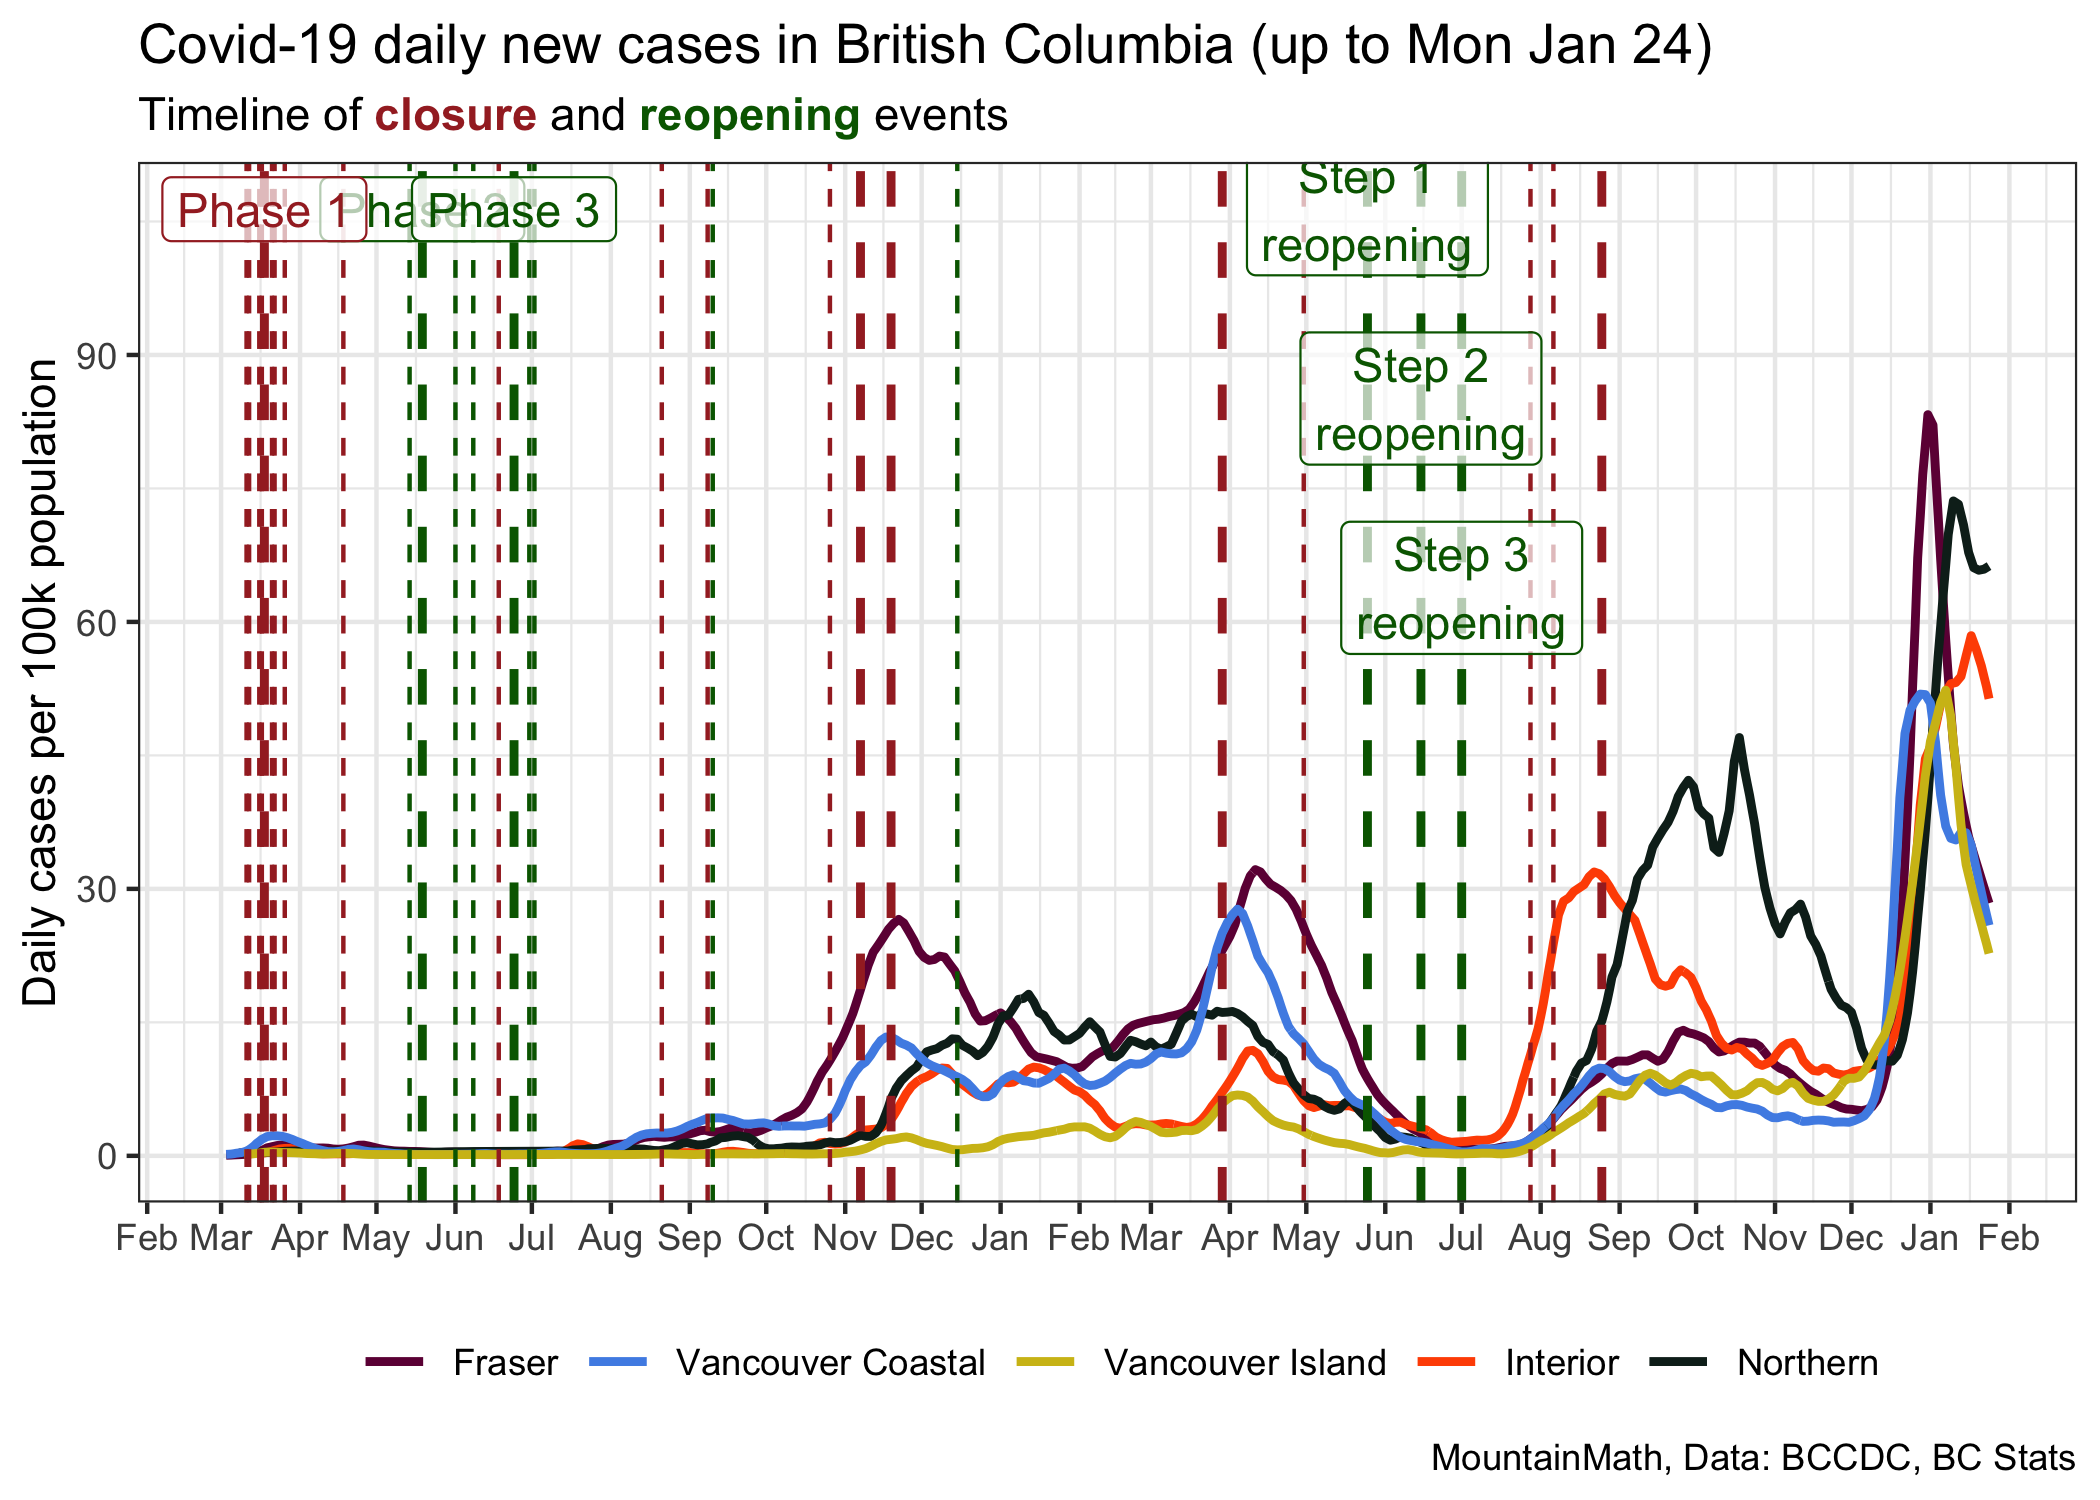 Covid-19 daily new cases in British Columbia (up to Mon Jan 24)
Timeline of closure and reopening events
Phase 1
Phase 2
Phase 3
Step 1
reopening
Step 2
reopening
Step 3
reopening
Daily cases per 100k population
90
60
30
0
Feb Mar Apr May Jun Jul Aug Sep Oct Nov Dec Jan Feb Mar Apr May Jun Jul Aug Sep Oct Nov Dec Jan Feb
Fraser Vancouver Coastal Vancouver Island Interior Northern
MountainMath, Data: BCCDC, BC Stats